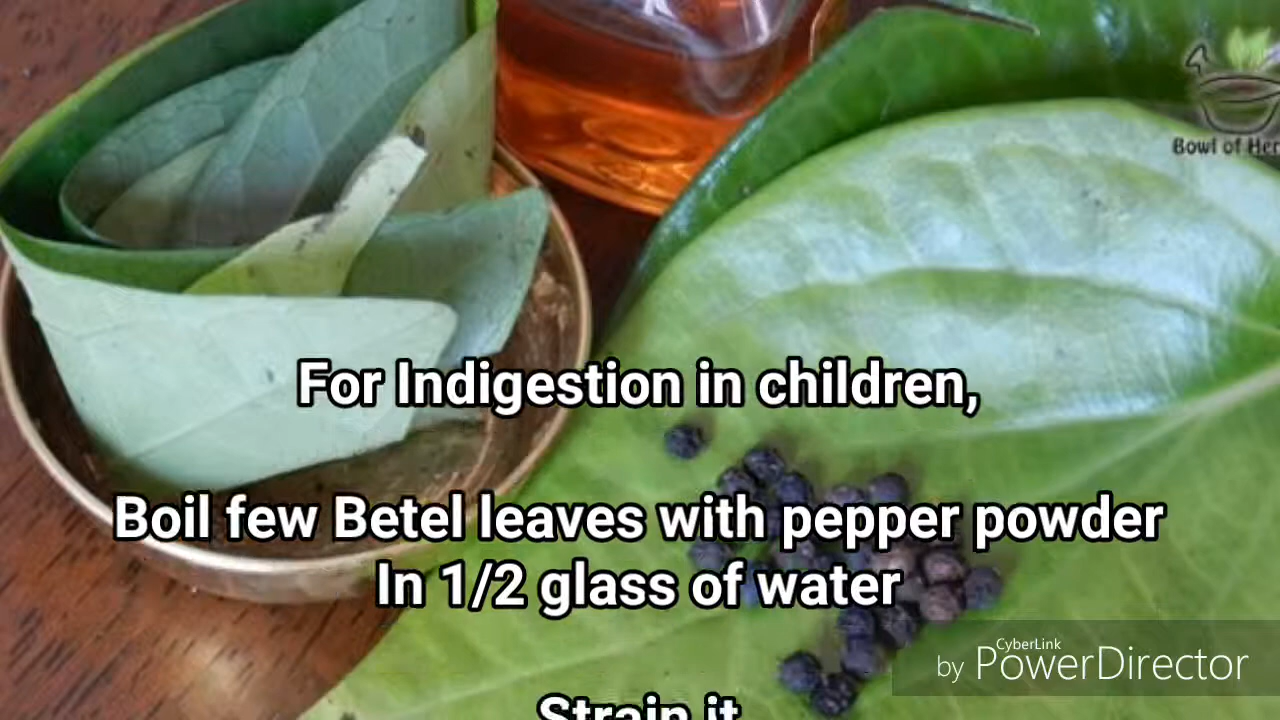 Bowl of Her
For Indigestion in children,
Boil few Betel leaves with pepper powder
In 1/2 glass of water
CyberLink
by PowerDirector
Strain it